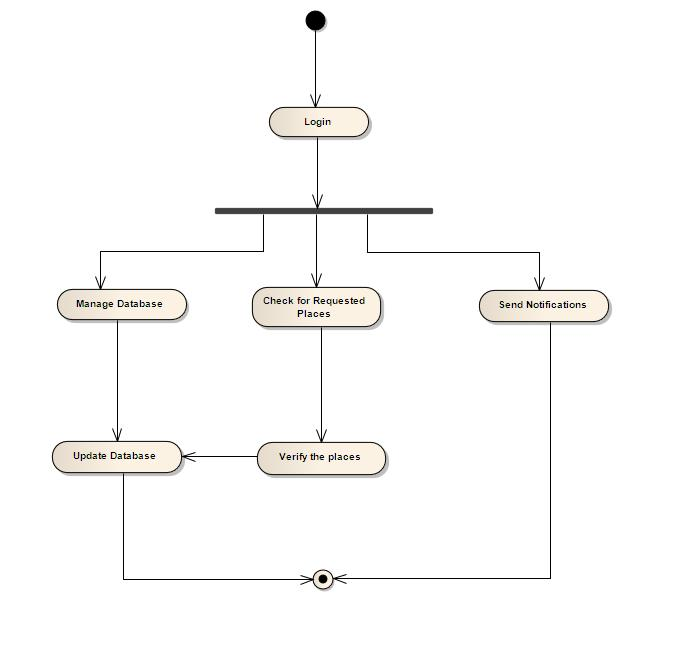 Login
Manage Database
Check for Requested
Places
Send Notifications
Update Database
Verify the places